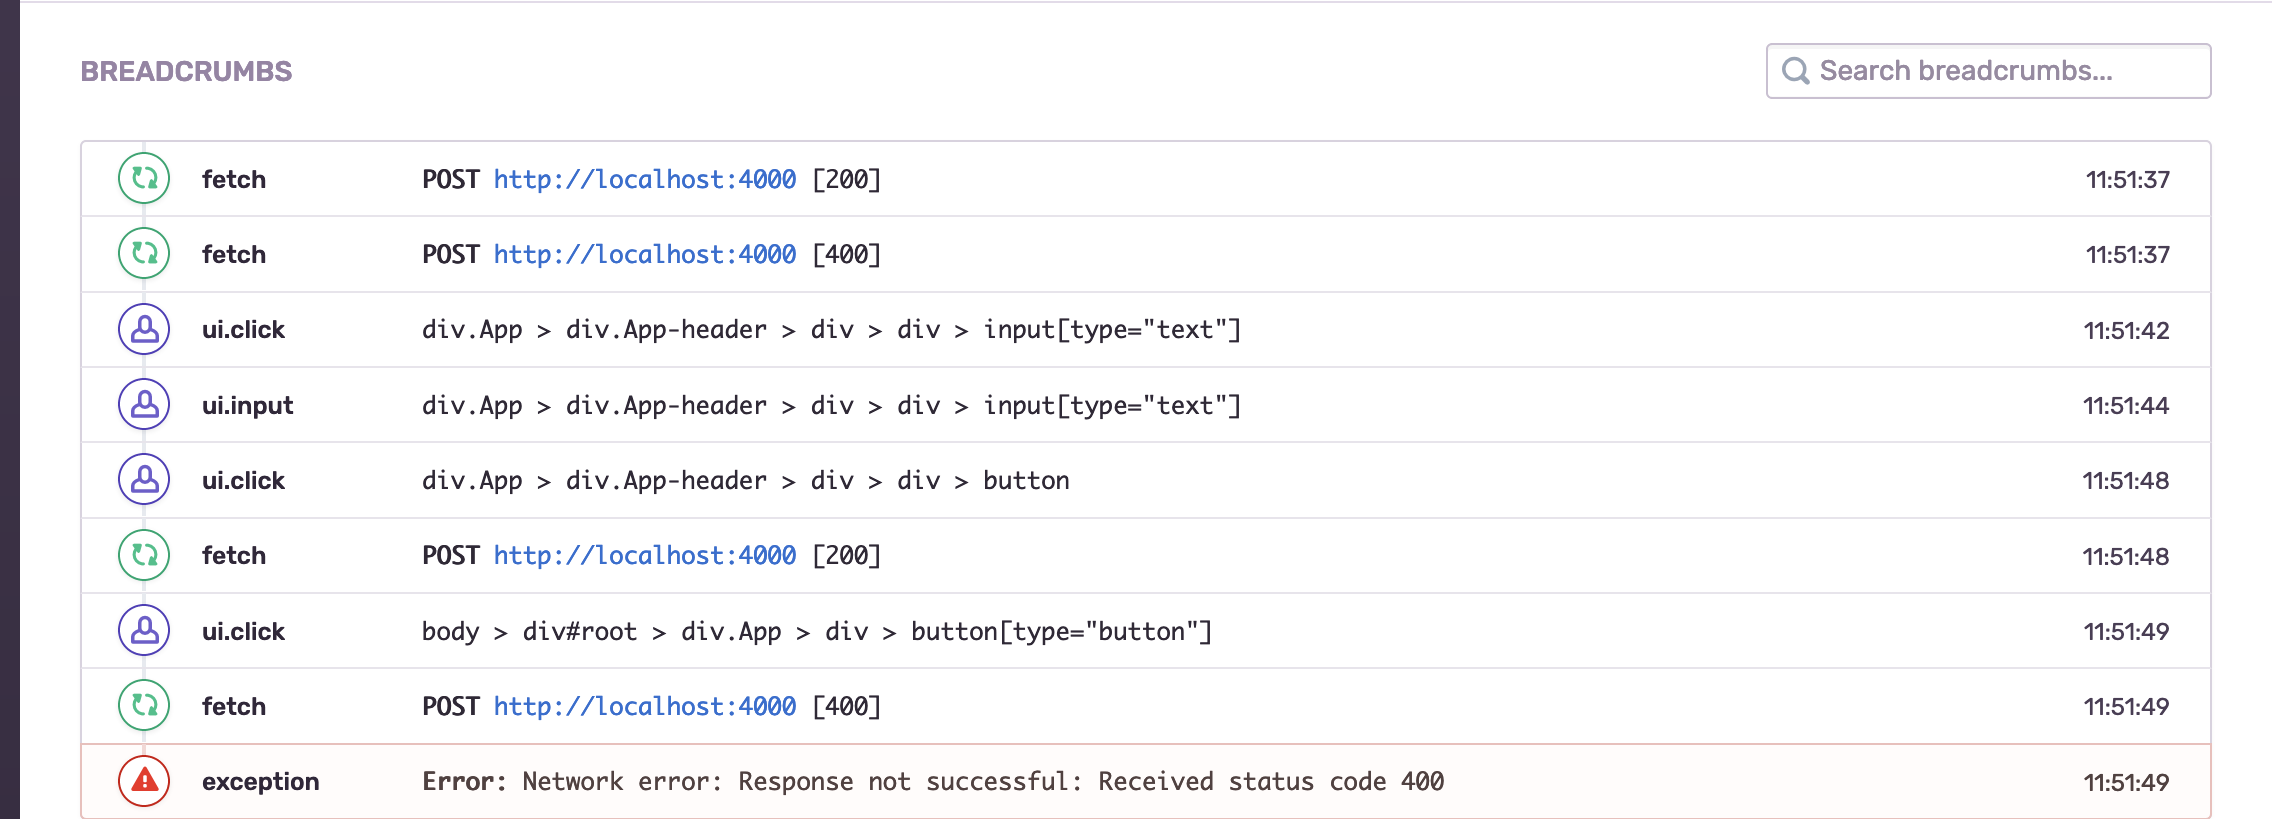 BREADCRUMBS
Search breadcrumbs...
fetch POST http://localhost:4000 [200] 11:51:37
fetch POST http://localhost:4000 [400] 11:51:37
ui.click div.App > div.App-header > div > div > input[type="text"] 11:51:42
ui.input div.App > div.App-header > div > div > input[type="text"] 11:51:44
ui.click div.App > div.App-header > div > div > button 11:51:48
fetch POST http://localhost:4000 [200] 11:51:48
ui.click body > div#root > div.App > div > button[type="button"] 11:51:49
fetch POST http://localhost:4000 [400] 11:51:49
exception Error: Network error: Response not successful: Received status code 400 11:51:49